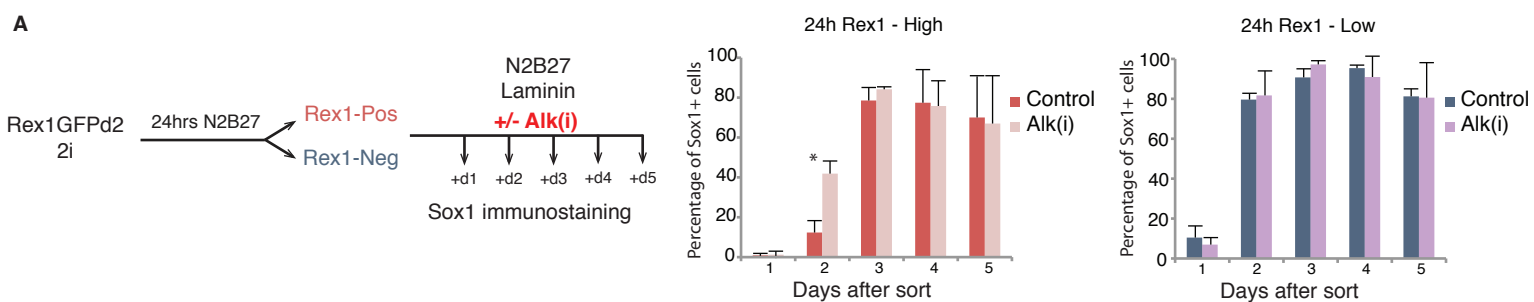 A
Rex1GFPd2
2i
24hrs N2B27
Rex1-Pos
Rex1-Neg
N2B27
Laminin
+/- Alk(i)
+d1 +d2 +d3 +d4 +d5
Sox1 immunostaining
24h Rex1 - High
Percentage of Sox1+ cells
100
80
60
40
20
0
*
1 2 3 4 5
Days after sort
Control
Alk(i)
24h Rex1 - Low
Percentage of Sox1+ cells
100
80
60
40
20
0
1 2 3 4 5
Days after sort
Control
Alk(i)